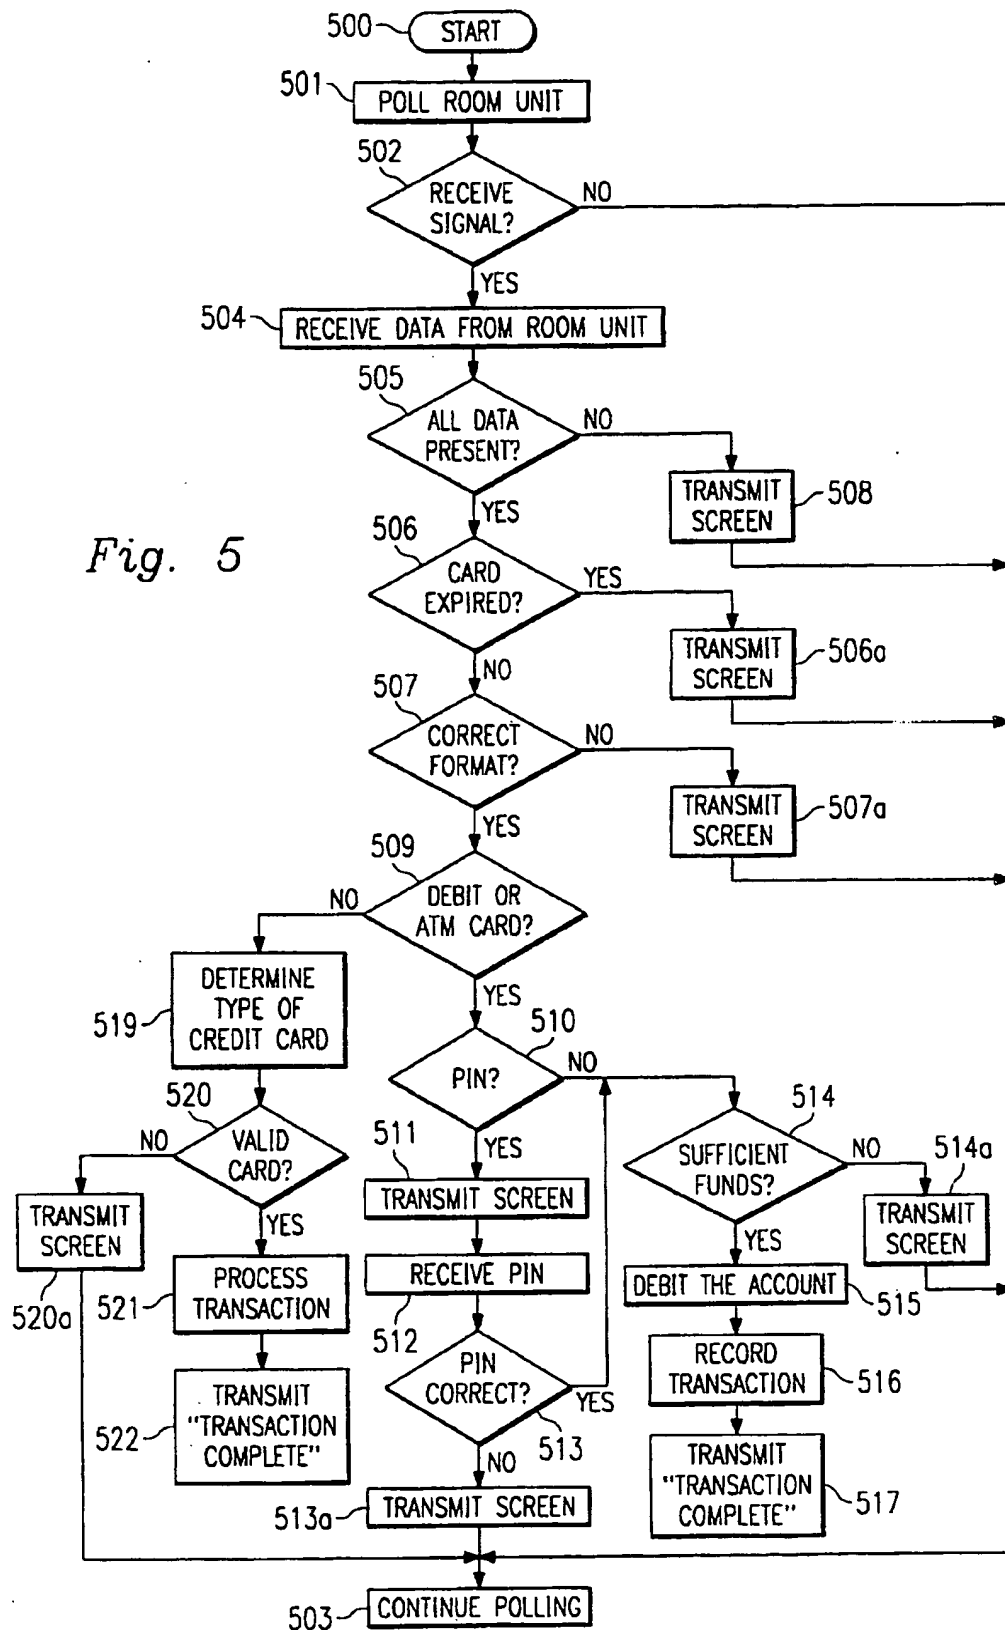 500
START
501
POLL ROOM UNIT
502
RECEIVE
SIGNAL?
NO
YES
504
RECEIVE DATA FROM ROOM UNIT
505
ALL DATA
PRESENT?
NO
YES
TRANSMIT
SCREEN
508
Fig. 5
506
CARD
EXPIRED?
YES
NO
TRANSMIT
SCREEN
506a
507
CORRECT
FORMAT?
NO
YES
TRANSMIT
SCREEN
507a
509
DEBIT OR
ATM CARD?
NO
YES
DETERMINE
TYPE OF
CREDIT CARD
519
510
PIN?
NO
YES
520
VALID
CARD?
NO
YES
TRANSMIT
SCREEN
520a
PROCESS
TRANSACTION
521
TRANSMIT
"TRANSACTION
COMPLETE"
522
511
TRANSMIT SCREEN
RECEIVE PIN
512
PIN
CORRECT?
YES
513
NO
TRANSMIT SCREEN
513a
514
SUFFICIENT
FUNDS?
NO
YES
514a
TRANSMIT
SCREEN
DEBIT THE ACCOUNT
515
RECORD
TRANSACTION
516
TRANSMIT
"TRANSACTION
COMPLETE"
517
503
CONTINUE POLLING